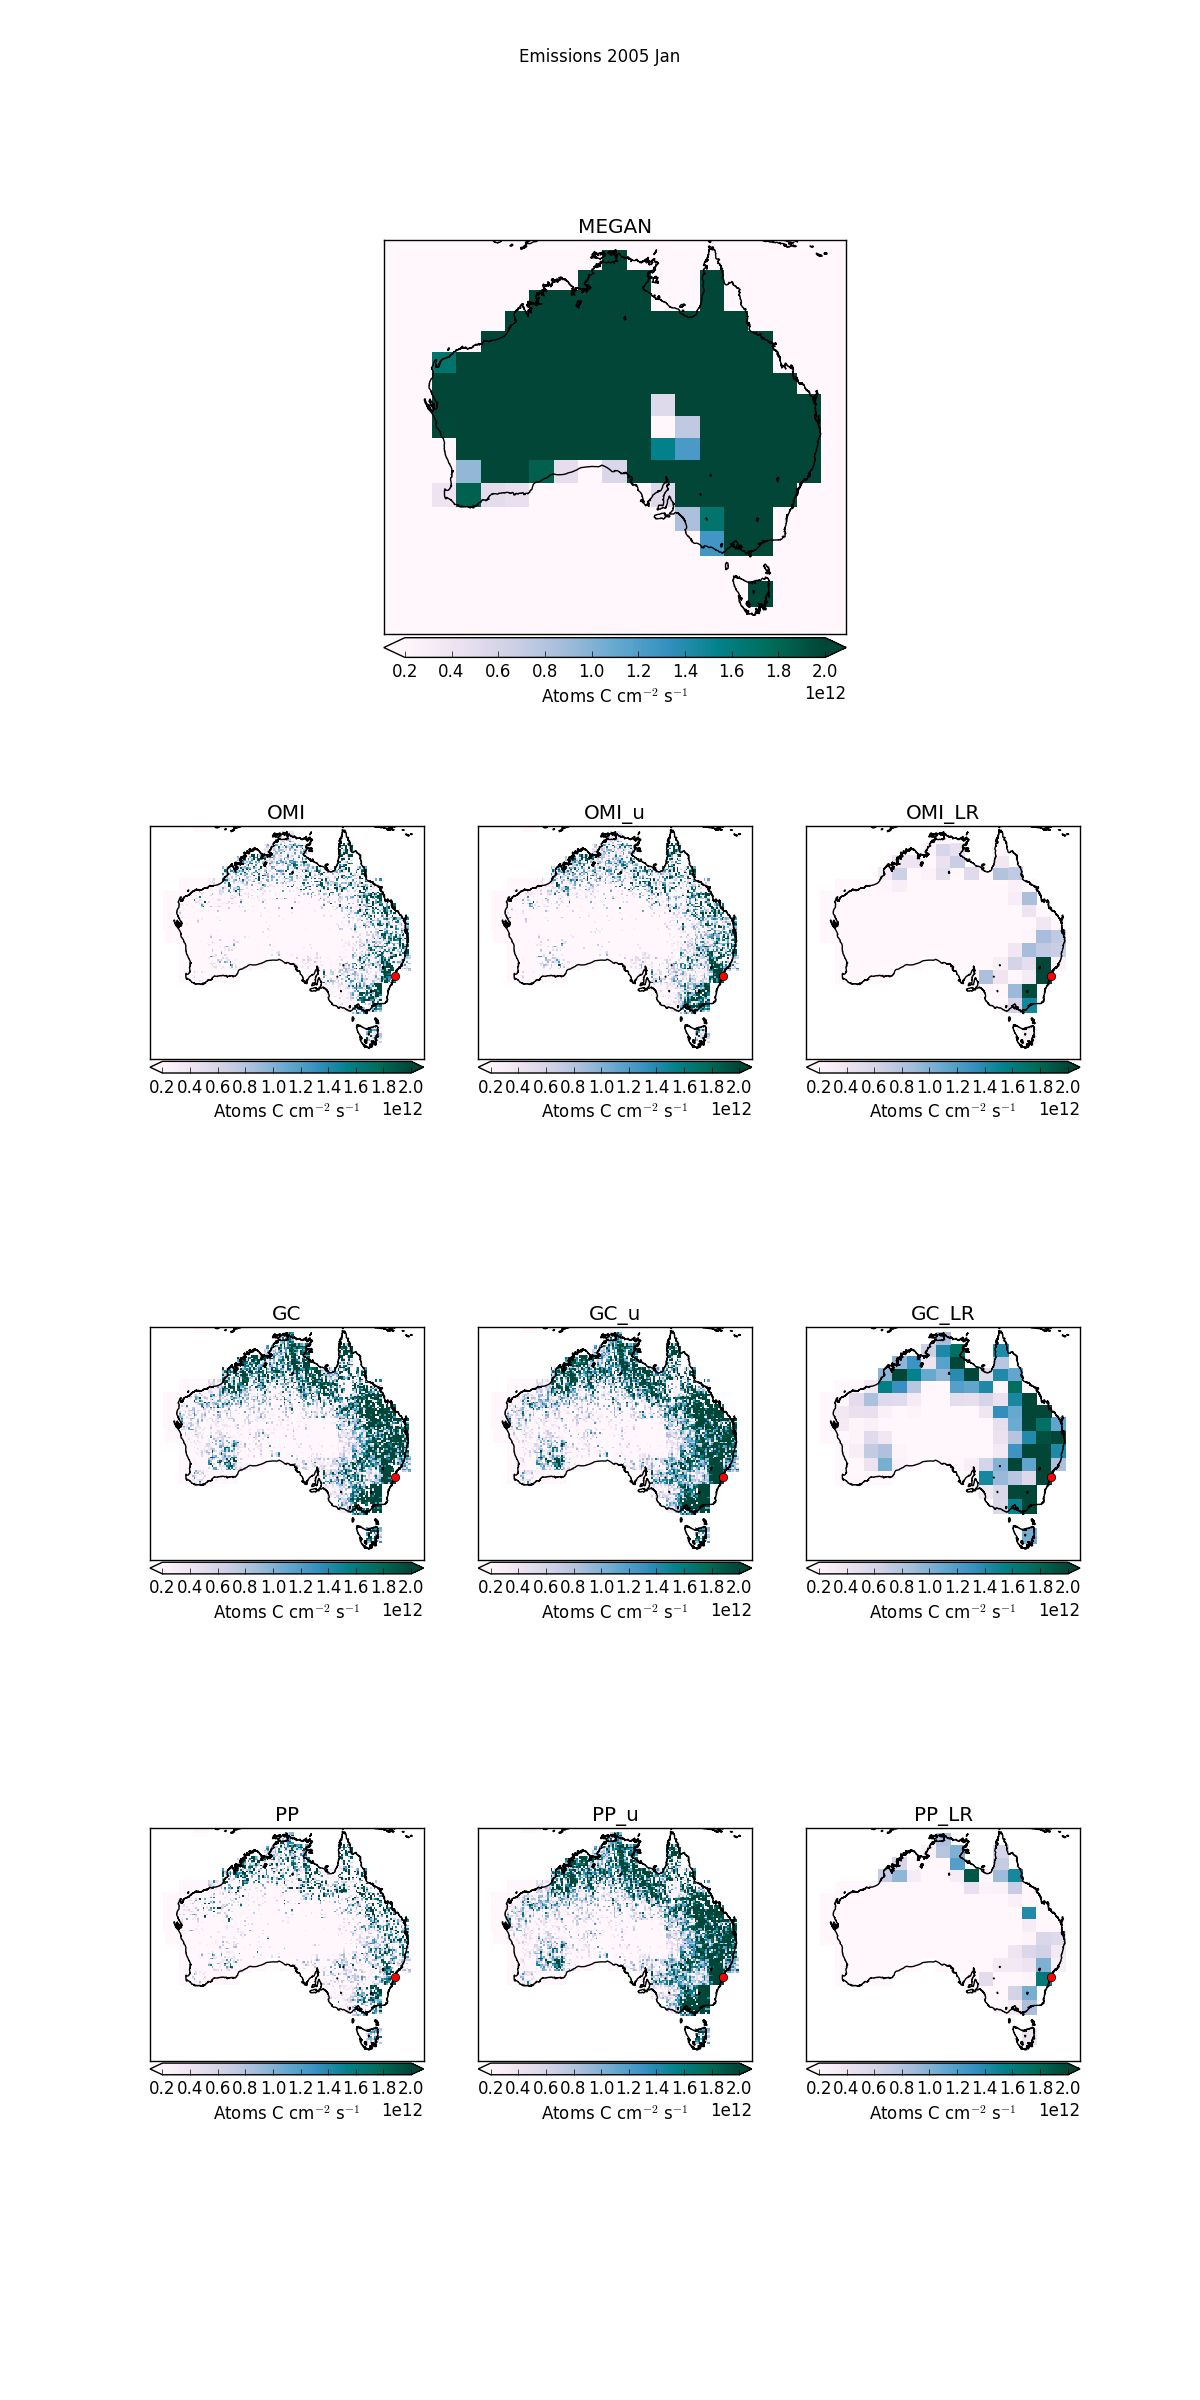 Emissions 2005 Jan
MEGAN
0.2 0.4 0.6 0.8 1.0 1.2 1.4 1.6 1.8 2.0
1e12
Atoms C cm⁻² s⁻¹
OMI OMI_u OMI_LR
0.2 0.4 0.6 0.8 1.0 1.2 1.4 1.6 1.8 2.0 0.2 0.4 0.6 0.8 1.0 1.2 1.4 1.6 1.8 2.0 0.2 0.4 0.6 0.8 1.0 1.2 1.4 1.6 1.8 2.0
Atoms C cm⁻² s⁻¹ 1e12 Atoms C cm⁻² s⁻¹ 1e12 Atoms C cm⁻² s⁻¹ 1e12
GC GC_u GC_LR
0.2 0.4 0.6 0.8 1.0 1.2 1.4 1.6 1.8 2.0 0.2 0.4 0.6 0.8 1.0 1.2 1.4 1.6 1.8 2.0 0.2 0.4 0.6 0.8 1.0 1.2 1.4 1.6 1.8 2.0
Atoms C cm⁻² s⁻¹ 1e12 Atoms C cm⁻² s⁻¹ 1e12 Atoms C cm⁻² s⁻¹ 1e12
PP PP_u PP_LR
0.2 0.4 0.6 0.8 1.0 1.2 1.4 1.6 1.8 2.0 0.2 0.4 0.6 0.8 1.0 1.2 1.4 1.6 1.8 2.0 0.2 0.4 0.6 0.8 1.0 1.2 1.4 1.6 1.8 2.0
Atoms C cm⁻² s⁻¹ 1e12 Atoms C cm⁻² s⁻¹ 1e12 Atoms C cm⁻² s⁻¹ 1e12